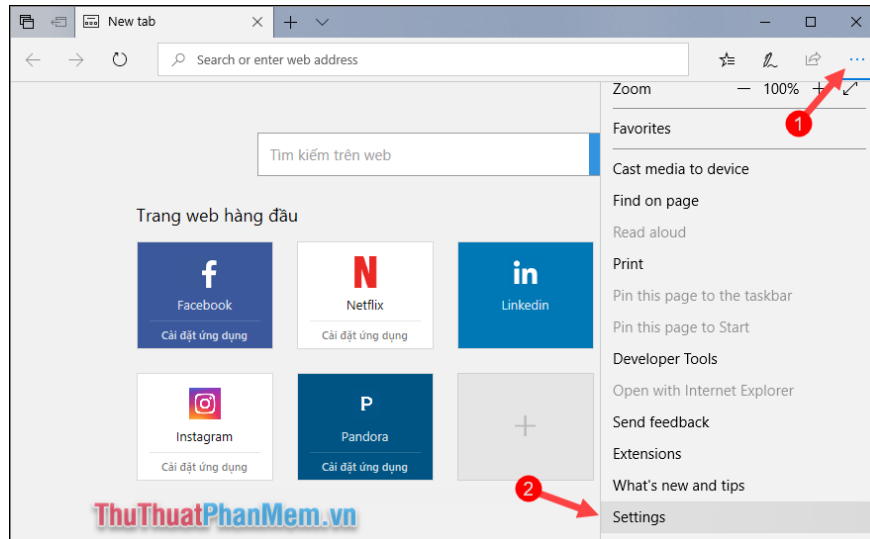 New tab
Search or enter web address
Zoom
100%
1
Favorites
Tìm kiếm trên web
Cast media to device
Find on page
Trang web hàng đầu
Read aloud
Print
Pin this page to the taskbar
Pin this page to Start
Developer Tools
Open with Internet Explorer
Send feedback
Extensions
What's new and tips
Settings
f
Facebook
Cài đặt ứng dụng
N
Netflix
Cài đặt ứng dụng
in
Linkedin
Instagram
Cài đặt ứng dụng
P
Pandora
Cài đặt ứng dụng
2
ThuThuatPhanMem.vn